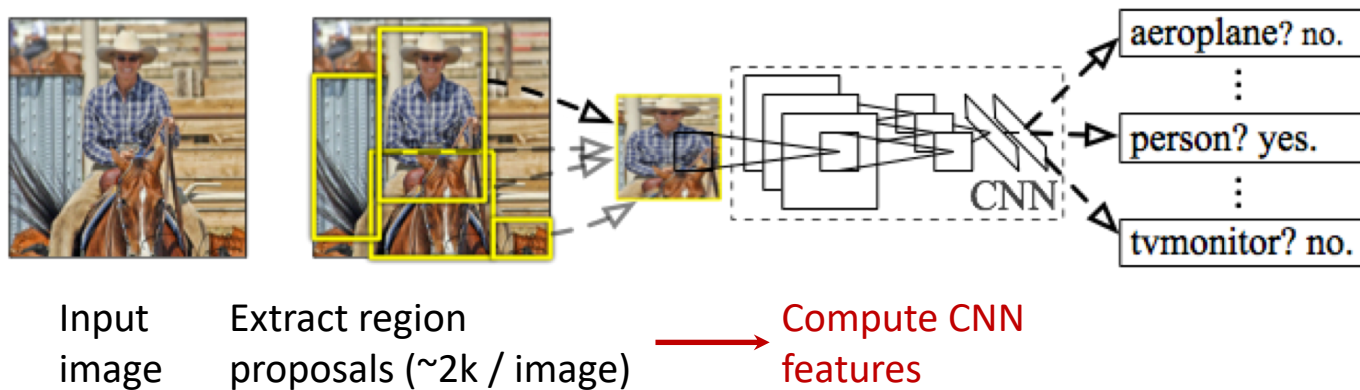 aeroplane? no.
⋮
person? yes.
⋮
tvmonitor? no.
CNN
Input image
Extract region proposals (~2k / image)
Compute CNN features